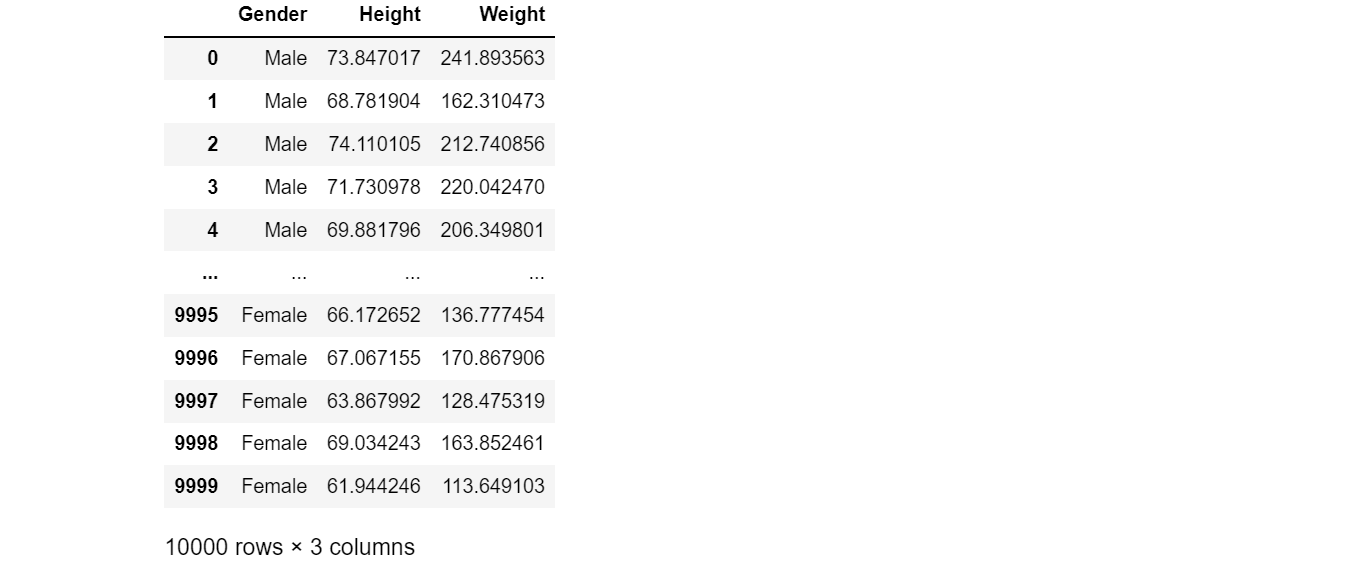 Gender Height Weight
0 Male 73.847017 241.893563
1 Male 68.781904 162.310473
2 Male 74.110105 212.740856
3 Male 71.730978 220.042470
4 Male 69.881796 206.349801
... ... ... ...
9995 Female 66.172652 136.777454
9996 Female 67.067155 170.867906
9997 Female 63.867992 128.475319
9998 Female 69.034243 163.852461
9999 Female 61.944246 113.649103
10000 rows × 3 columns